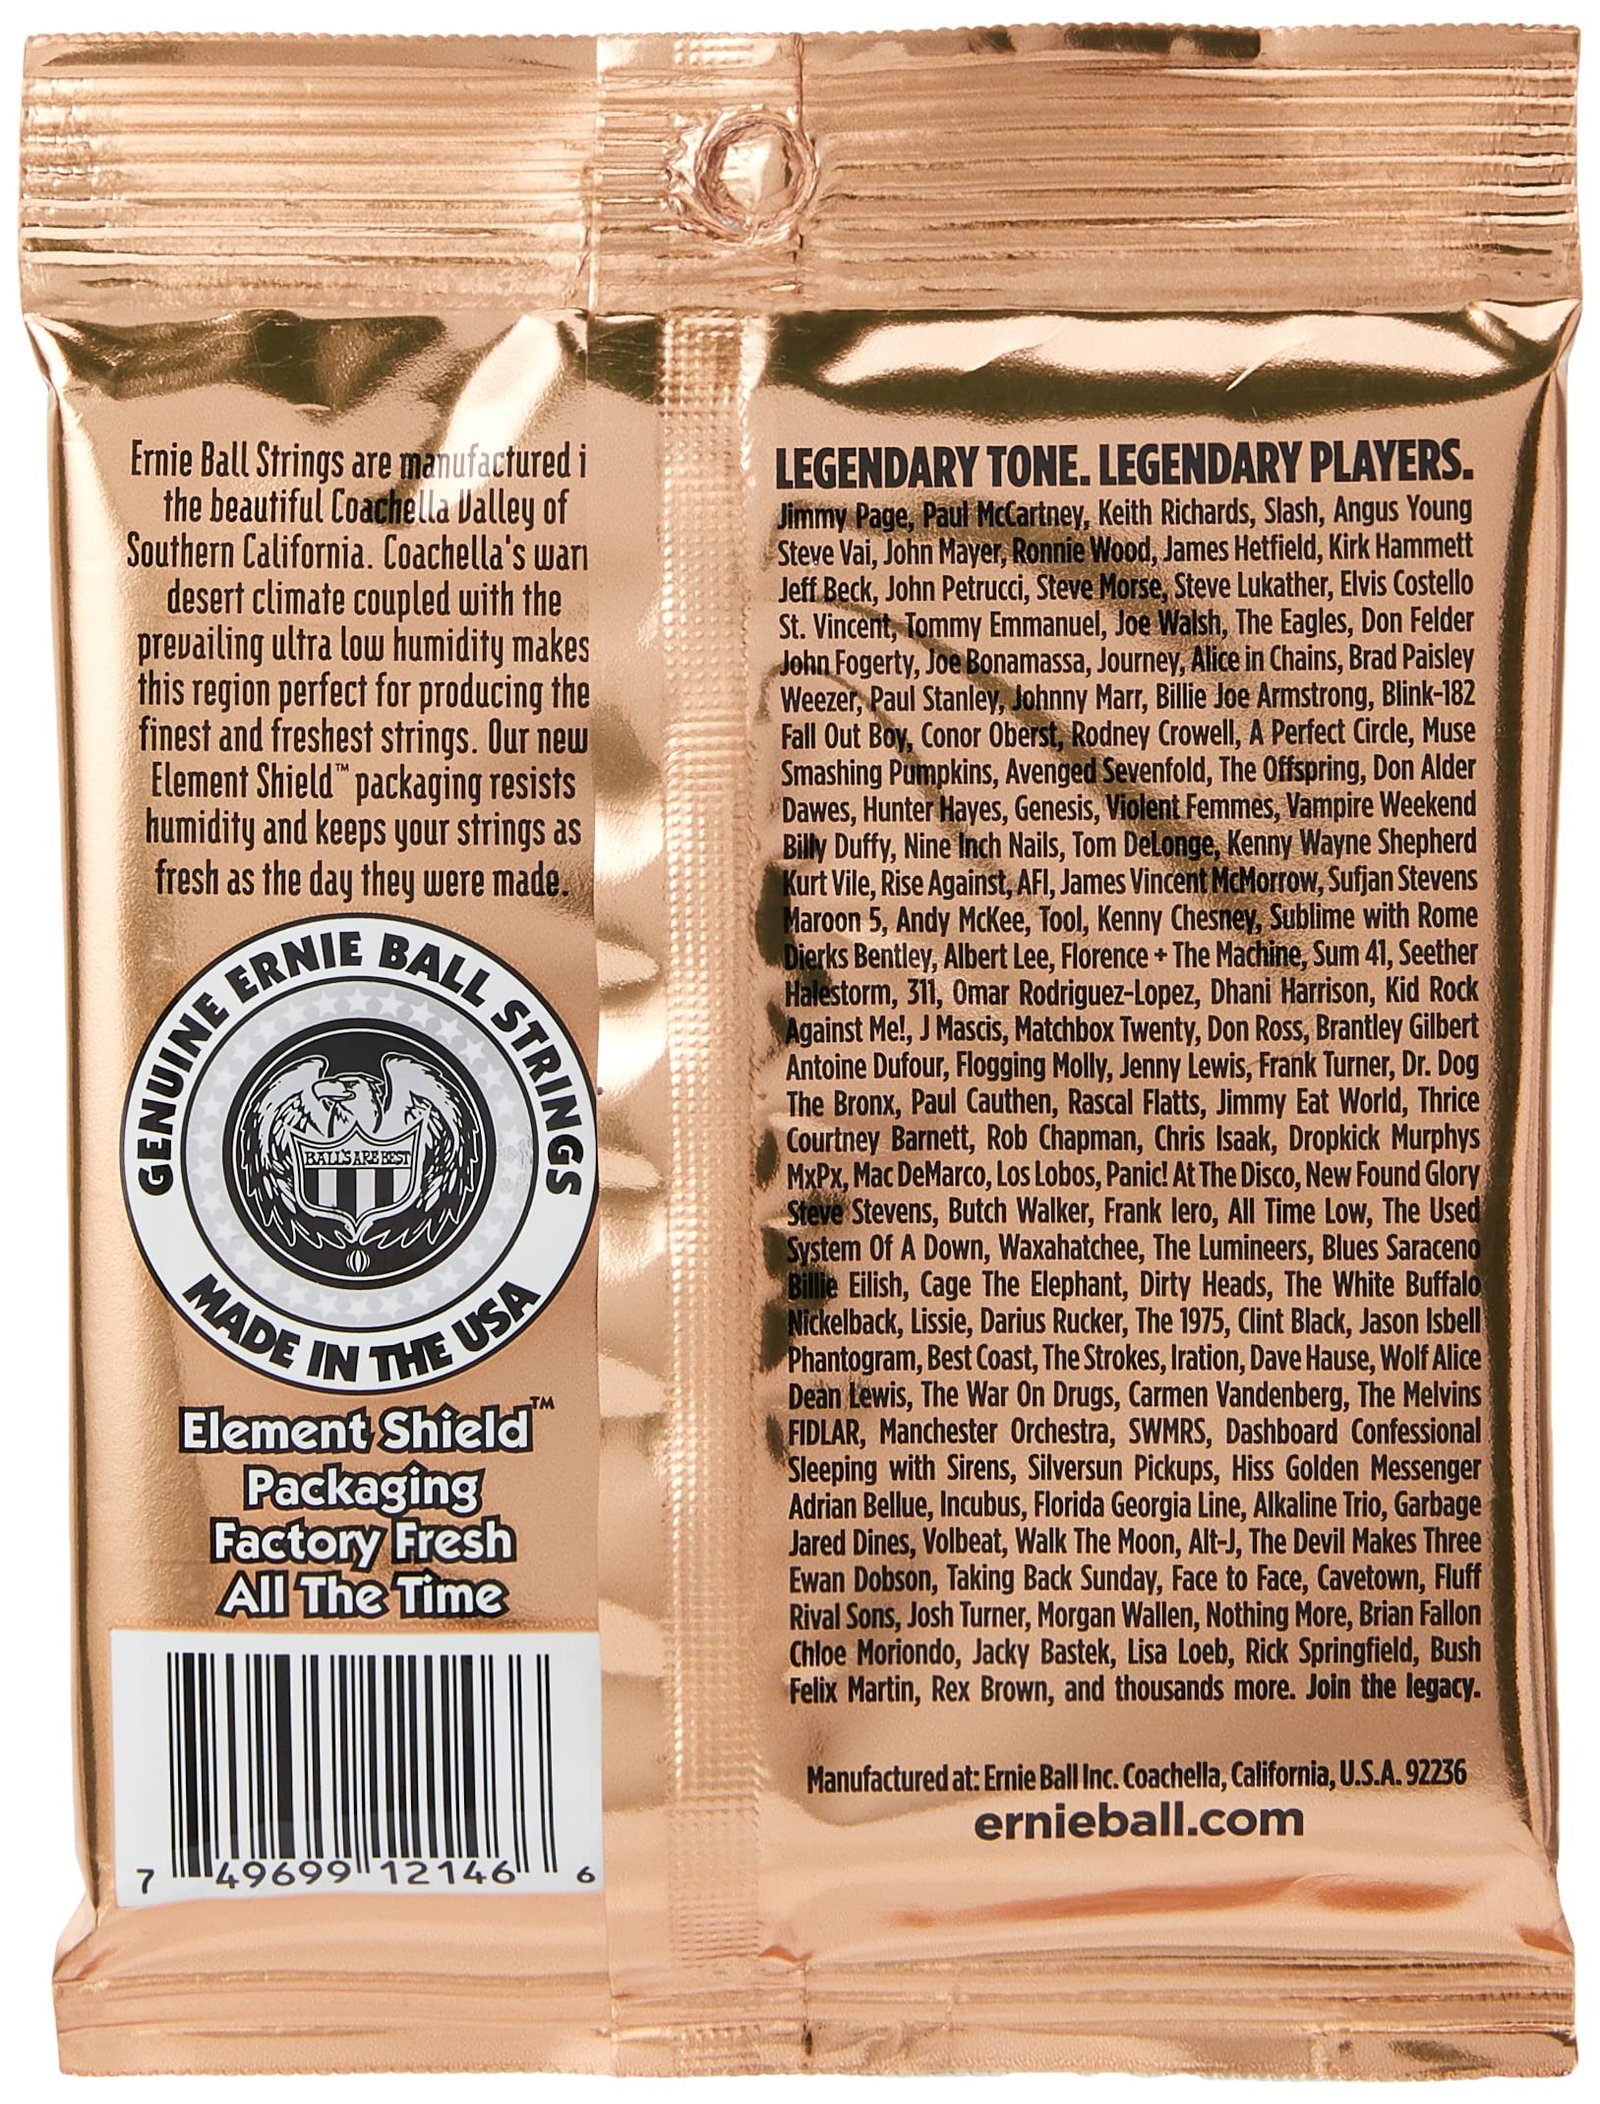 Ernie Ball Strings are manufactured i
the beautiful Coachella Valley of
Southern California. Coachella's warı
desert climate coupled with the
prevailing ultra low humidity makes
this region perfect for producing the
finest and freshest strings. Our new
Element Shield™ packaging resists
humidity and keeps your strings as
fresh as the day they were made.
GENUINE ERNIE BALL STRINGS
BALLS ARE BEST
MADE IN THE USA
Element Shield™
Packaging
Factory Fresh
All The Time
7 49699 12146 6
LEGENDARY TONE. LEGENDARY PLAYERS.
Jimmy Page, Paul McCartney, Keith Richards, Slash, Angus Young
Steve Vai, John Mayer, Ronnie Wood, James Hetfield, Kirk Hammett
Jeff Beck, John Petrucci, Steve Morse, Steve Lukather, Elvis Costello
St. Vincent, Tommy Emmanuel, Joe Walsh, The Eagles, Don Felder
John Fogerty, Joe Bonamassa, Journey, Alice in Chains, Brad Paisley
Weezer, Paul Stanley, Johnny Marr, Billie Joe Armstrong, Blink-182
Fall Out Boy, Conor Oberst, Rodney Crowell, A Perfect Circle, Muse
Smashing Pumpkins, Avenged Sevenfold, The Offspring, Don Alder
Dawes, Hunter Hayes, Genesis, Violent Femmes, Vampire Weekend
Billy Duffy, Nine Inch Nails, Tom DeLonge, Kenny Wayne Shepherd
Kurt Vile, Rise Against, AFI, James Vincent McMorrow, Sufjan Stevens
Maroon 5, Andy McKee, Tool, Kenny Chesney, Sublime with Rome
Dierks Bentley, Albert Lee, Florence + The Machine, Sum 41, Seether
Halestorm, 311, Omar Rodriguez-Lopez, Dhani Harrison, Kid Rock
Against Me!, J Mascis, Matchbox Twenty, Don Ross, Brantley Gilbert
Antoine Dufour, Flogging Molly, Jenny Lewis, Frank Turner, Dr. Dog
The Bronx, Paul Cauthen, Rascal Flatts, Jimmy Eat World, Thrice
Courtney Barnett, Rob Chapman, Chris Isaak, Dropkick Murphys
MxPx, Mac DeMarco, Los Lobos, Panic! At The Disco, New Found Glory
Steve Stevens, Butch Walker, Frank Iero, All Time Low, The Used
System Of A Down, Waxahatchee, The Lumineers, Blues Saraceno
Billie Eilish, Cage The Elephant, Dirty Heads, The White Buffalo
Nickelback, Lissie, Darius Rucker, The 1975, Clint Black, Jason Isbell
Phantogram, Best Coast, The Strokes, Iration, Dave Hause, Wolf Alice
Dean Lewis, The War On Drugs, Carmen Vandenberg, The Melvins
FIDLAR, Manchester Orchestra, SWMRS, Dashboard Confessional
Sleeping with Sirens, Silversun Pickups, Hiss Golden Messenger
Adrian Bellue, Incubus, Florida Georgia Line, Alkaline Trio, Garbage
Jared Dines, Volbeat, Walk The Moon, Alt-J, The Devil Makes Three
Ewan Dobson, Taking Back Sunday, Face to Face, Cavetown, Fluff
Rival Sons, Josh Turner, Morgan Wallen, Nothing More, Brian Fallon
Chloe Moriondo, Jacky Bastek, Lisa Loeb, Rick Springfield, Bush
Felix Martin, Rex Brown, and thousands more. Join the legacy.
Manufactured at: Ernie Ball Inc. Coachella, California, U.S.A. 92236
ernieball.com